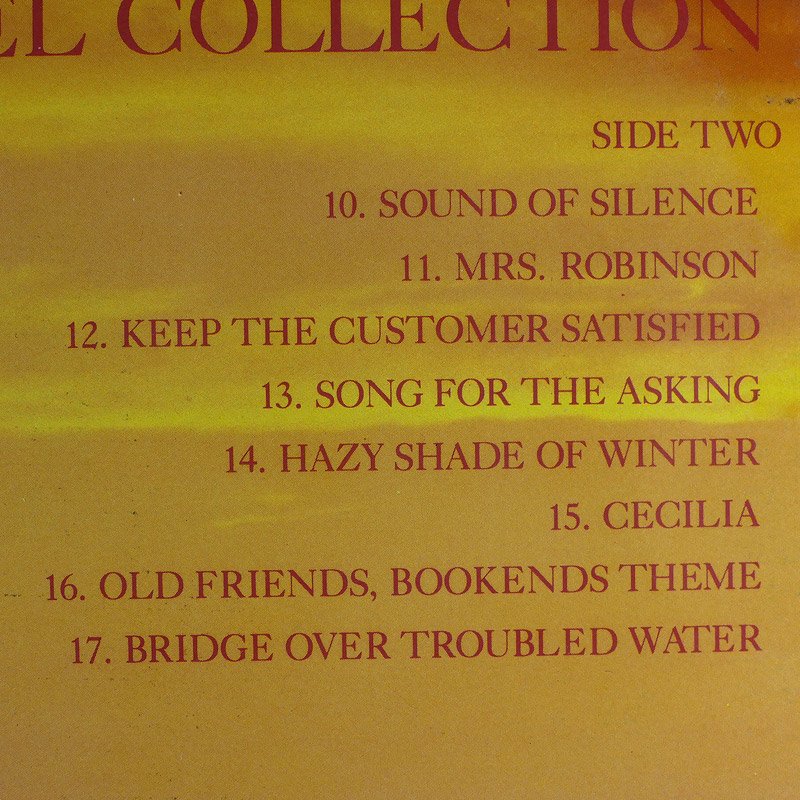 EL COLLECTION
SIDE TWO
10. SOUND OF SILENCE
11. MRS. ROBINSON
12. KEEP THE CUSTOMER SATISFIED
13. SONG FOR THE ASKING
14. HAZY SHADE OF WINTER
15. CECILIA
16. OLD FRIENDS, BOOKENDS THEME
17. BRIDGE OVER TROUBLED WATER